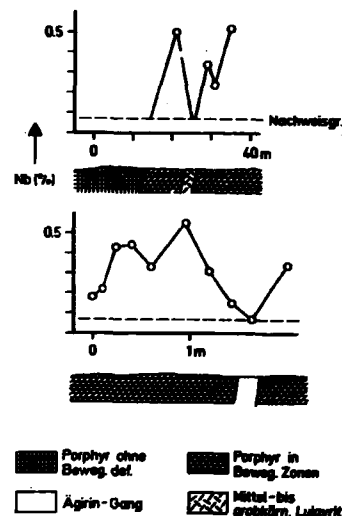 0.5
Nachweisgr.
0
40 m
Nb (‰)
0.5
0
1 m
Porphyr ohne
Beweg. def.
Porphyr in
Beweg. Zonen
Ägirin-Gang
Mittel- bis
grobkörn. Lujavrit